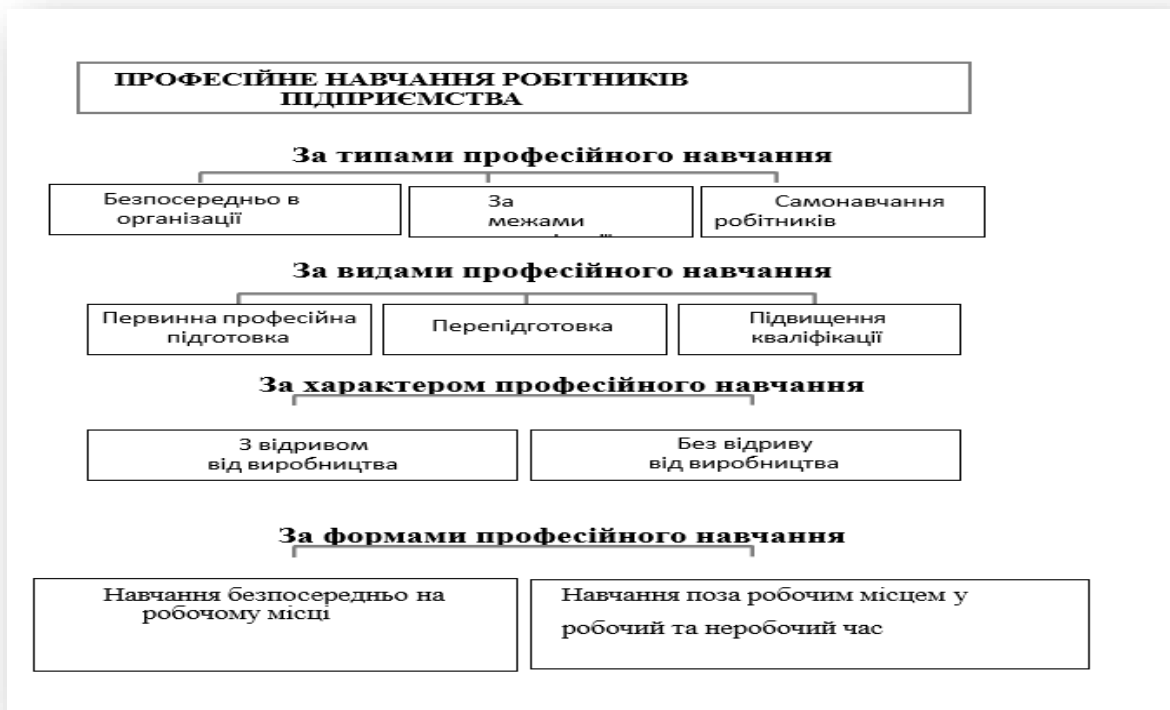 ПРОФЕСІЙНЕ НАВЧАННЯ РОБІТНИКІВ
ПІДПРИЄМСТВА
За типами професійного навчання
Безпосередньо в
організації
За
межами
Самонавчання
робітників
За видами професійного навчання
Первинна професійна
підготовка
Перепідготовка
Підвищення
кваліфікації
За характером професійного навчання
З відривом
від виробництва
Без відриву
від виробництва
За формами професійного навчання
Навчання безпосередньо на
робочому місці
Навчання поза робочим місцем у
робочий та неробочий час